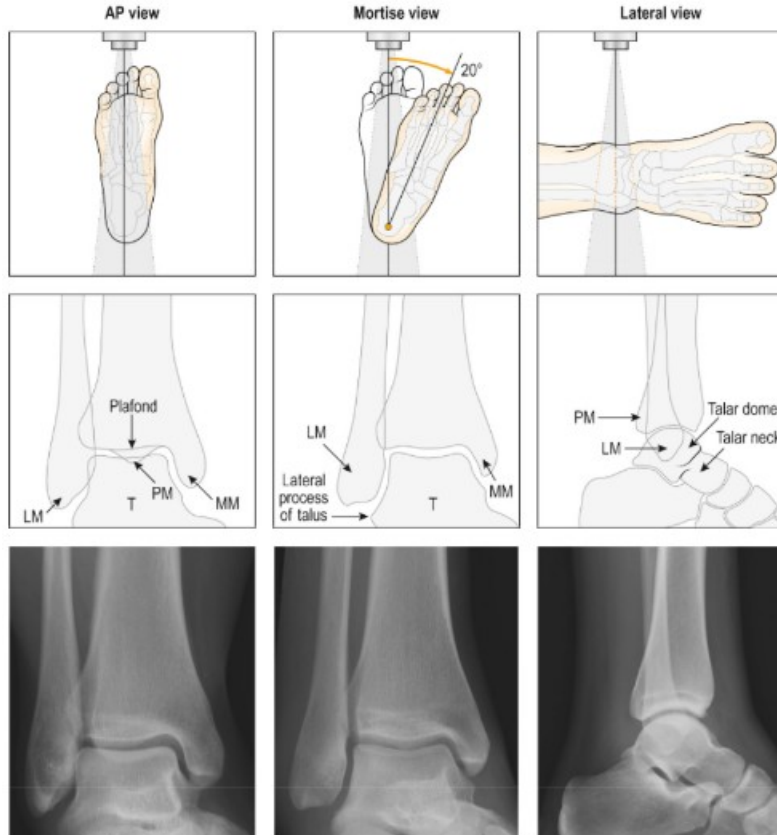 AP view
Mortise view
Lateral view
20°
Plafond
LM
PM
MM
T
LM
Lateral
process
of talus
MM
T
PM
LM
Talar dome
Talar neck